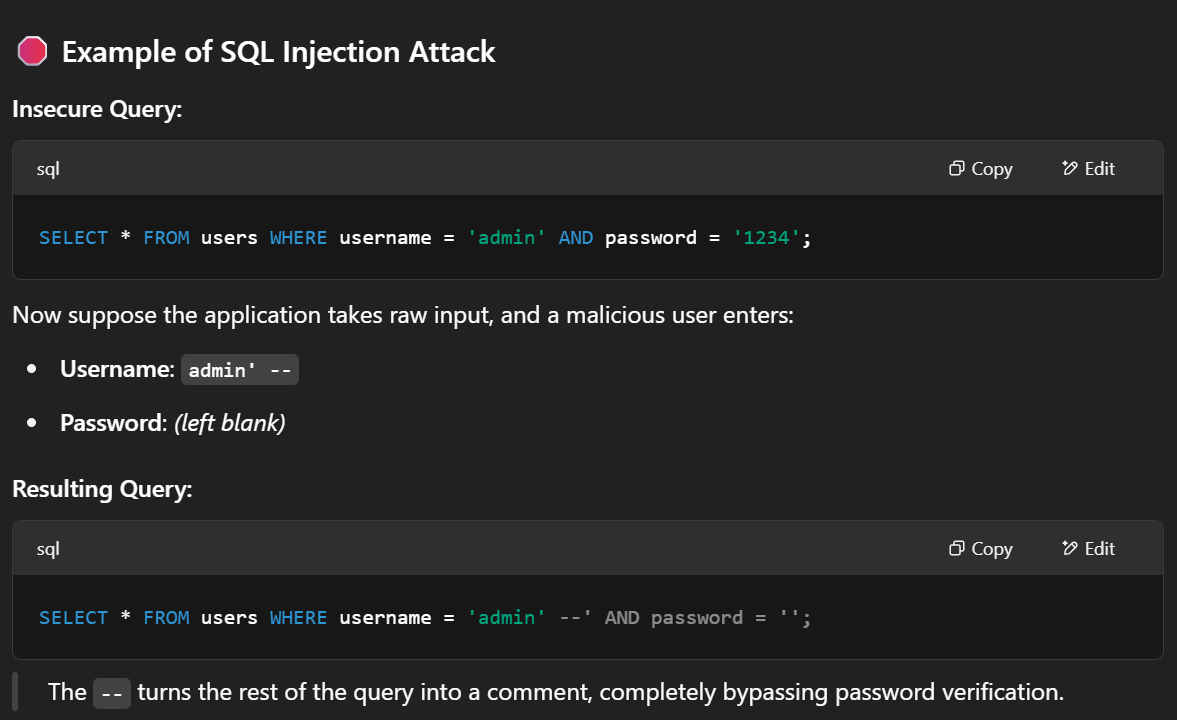 Example of SQL Injection Attack
Insecure Query:
sql Copy Edit
SELECT * FROM users WHERE username = 'admin' AND password = '1234';
Now suppose the application takes raw input, and a malicious user enters:
• Username: admin' --
• Password: (left blank)
Resulting Query:
sql Copy Edit
SELECT * FROM users WHERE username = 'admin' --' AND password = '';
The -- turns the rest of the query into a comment, completely bypassing password verification.